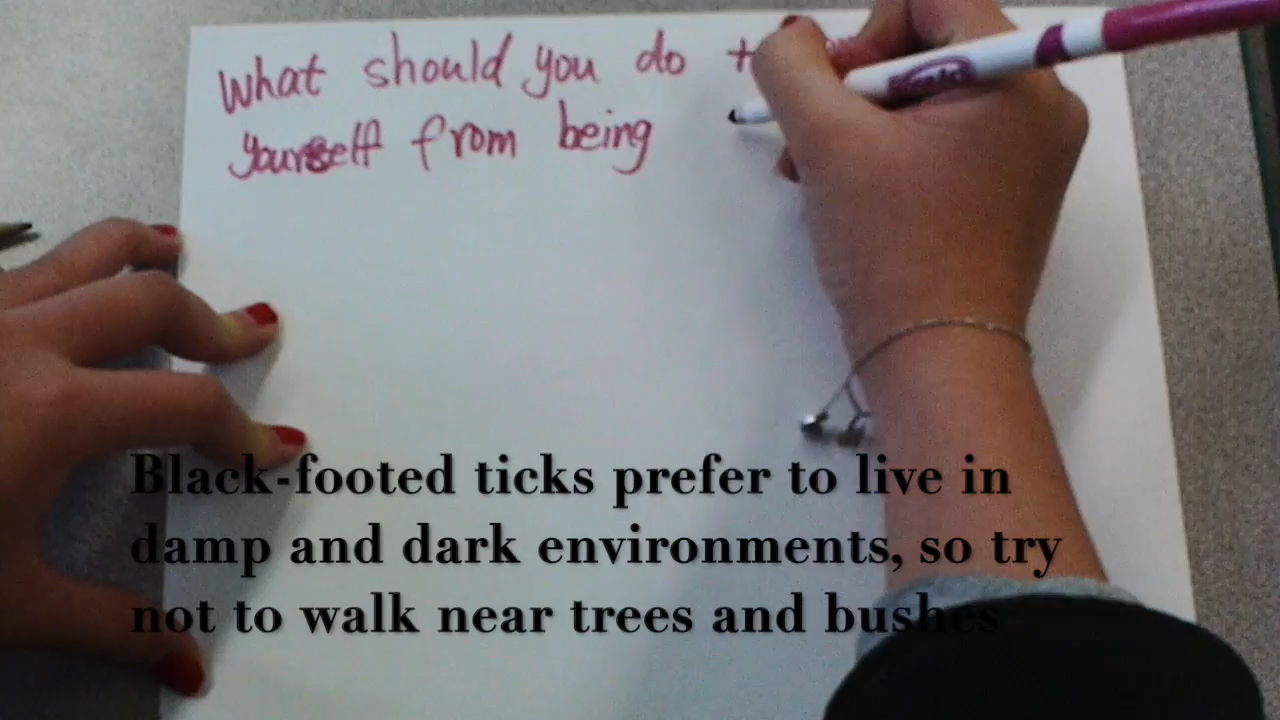 What should you do
yourself from being
Black-footed ticks prefer to live in
damp and dark environments, so try
not to walk near trees and bushes